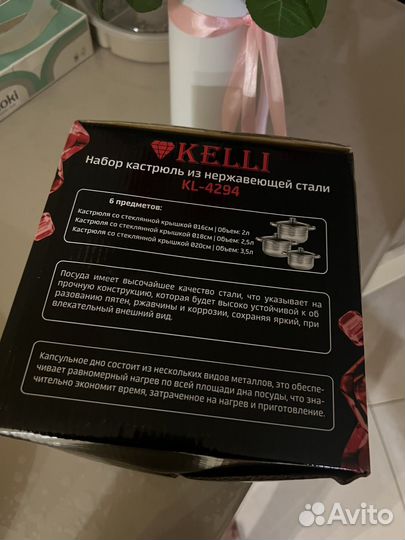 oki
KELLI
Набор кастрюль из нержавеющей стали
KL-4294
6 предметов:
Кастрюля со стеклянной крышкой Ø16см | Объем: 2л
Кастрюля со стеклянной крышкой Ø18см | Объем: 2,5л
Кастрюля со стеклянной крышкой Ø20см | Объем: 3,5л
Посуда имеет высочайшее качество стали, что указывает на
прочную конструкцию, которая будет высоко устойчивой к об
разованию пятен, ржавчины и коррозии, сохраняя яркий, при
влекательный внешний вид.
Капсульное дно состоит из нескольких видов металлов, это обеспе-
чивает равномерный нагрев по всей площади дна посуды, что зна-
чительно экономит время, затраченное на нагрев и приготовление.
Avito